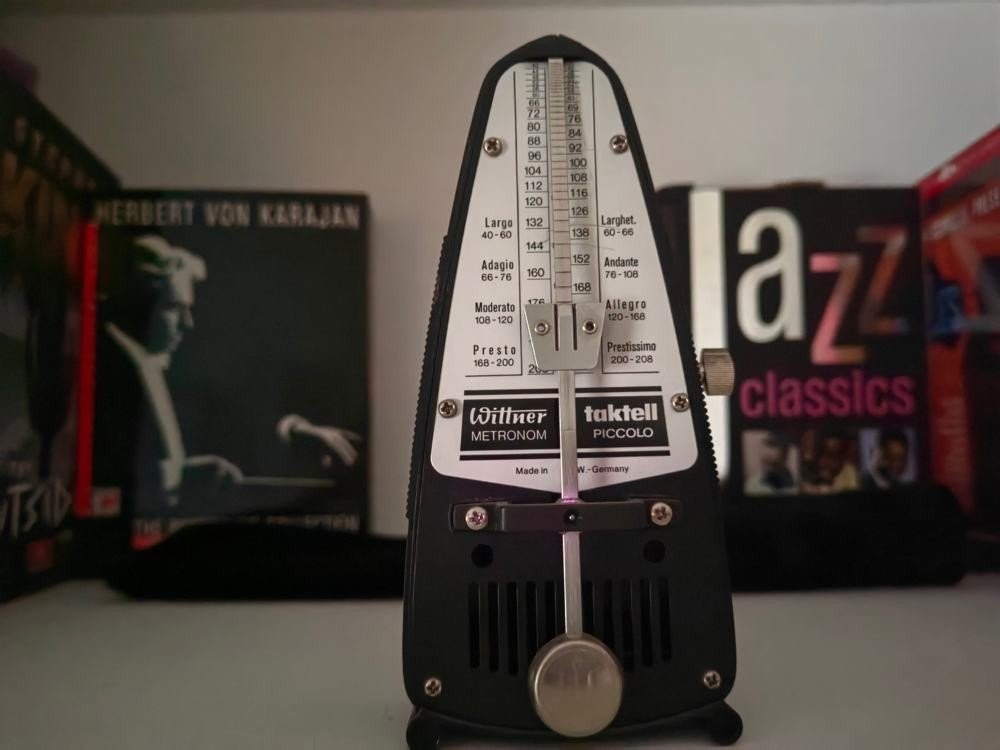 HERBERT VON KARAJAN
66
72
80
88
96
104
112
120
132
144
160
176
69
76
84
92
100
108
116
126
138
152
168
Largo
40-60
Larghet.
60-66
Adagio
66-76
Andante
76-108
Moderato
108-120
Allegro
120-168
Presto
168-200
Prestissimo
200-208
Wittner
METRONOM
taktell
PICCOLO
Made in W.-Germany
Jazz
classics